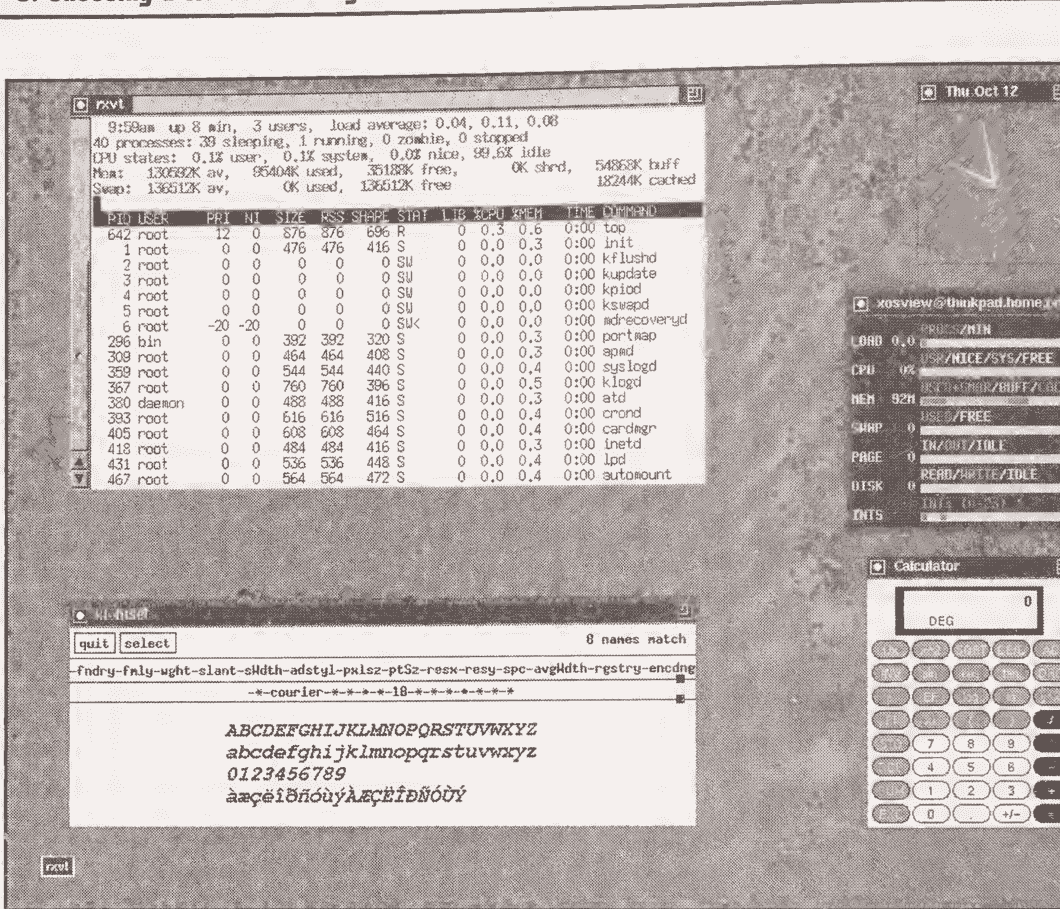 rxvt
9:59am up 8 min, 3 users, load average: 0.04, 0.11, 0.08
40 processes: 39 sleeping, 1 running, 0 zombie, 0 stopped
CPU states: 0.1% user, 0.1% system, 0.0% nice, 99.6% idle
Mem: 130592K av, 95404K used, 35188K free, 0K shrd, 54868K buff
18244K cached
Swap: 136512K av, 0K used, 136512K free
PID USER PRI NI SIZE RSS SHARE STAT LIB %CPU %MEM TIME COMMAND
642 root 12 0 876 876 696 R 0 0.3 0.6 0:00 top
1 root 0 0 476 476 416 S 0 0.0 0.3 0:00 init
2 root 0 0 0 0 0 SW 0 0.0 0.0 0:00 kflushd
3 root 0 0 0 0 0 SW 0 0.0 0.0 0:00 kupdate
4 root 0 0 0 0 0 SW 0 0.0 0.0 0:00 kpiod
5 root 0 0 0 0 0 SW 0 0.0 0.0 0:00 kswapd
6 root -20 -20 0 0 0 SW< 0 0.0 0.0 0:00 mdrecoveryd
296 bin 0 0 392 392 320 S 0 0.0 0.3 0:00 portmap
309 root 0 0 464 464 408 S 0 0.0 0.3 0:00 apmd
359 root 0 0 544 544 440 S 0 0.0 0.4 0:00 syslogd
367 root 0 0 760 760 396 S 0 0.0 0.5 0:00 klogd
380 daemon 0 0 488 488 416 S 0 0.0 0.3 0:00 atd
393 root 0 0 616 616 516 S 0 0.0 0.4 0:00 crond
405 root 0 0 608 608 464 S 0 0.0 0.4 0:00 cardmgr
418 root 0 0 484 484 416 S 0 0.0 0.3 0:00 inetd
431 root 0 0 536 536 448 S 0 0.0 0.4 0:00 lpd
467 root 0 0 564 564 472 S 0 0.0 0.4 0:00 automount
Thu Oct 12
xosview@thinkpad.home
PROCS/MIN
LOAD 0.0
USR/NICE/SYS/FREE
CPU 0%
MEM 92M
USED/FREE
SWAP 0
IN/OUT/IDLE
PAGE 0
READ/WRITE/IDLE
DISK 0
INTS
quit select 8 names match
-fndry-fmly-wght-slant-sWdth-adstyl-pxlsz-ptSz-resx-resy-spc-avgWdth-rgstry-encdng
-*-courier-*-*-*-*-18-*-*-*-*-*-*-*
ABCDEFGHIJKLMNOPQRSTUVWXYZ
abcdefghijklmnopqrstuvwxyz
0123456789
àæçëîðñóùýÀÆÇËÎÐÑÓÙÝ
Calculator
0
DEG
7 8 9
4 5 6 -
1 2 3 +
0 . +/- =
rxvt